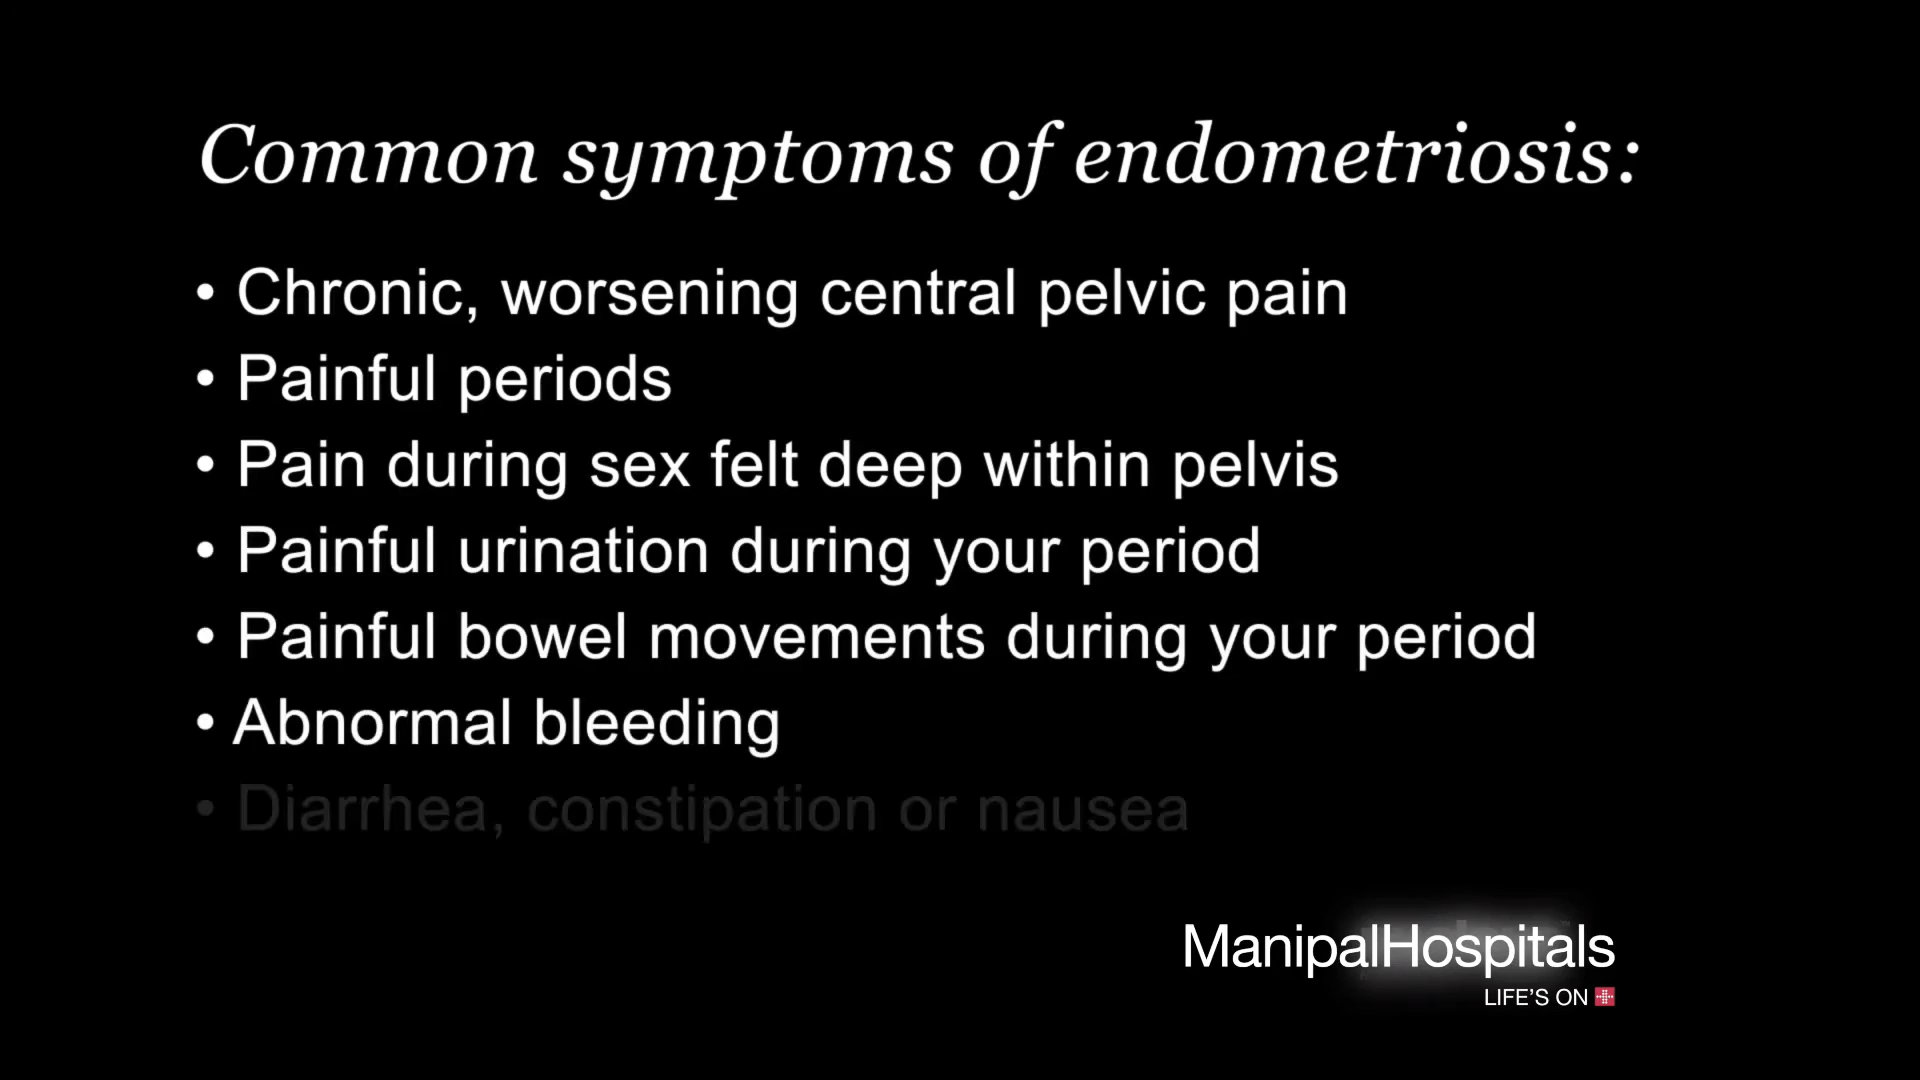 Common symptoms of endometriosis:
• Chronic, worsening central pelvic pain
• Painful periods
• Pain during sex felt deep within pelvis
• Painful urination during your period
• Painful bowel movements during your period
• Abnormal bleeding
• Diarrhea, constipation or nausea
ManipalHospitals
LIFE'S ON